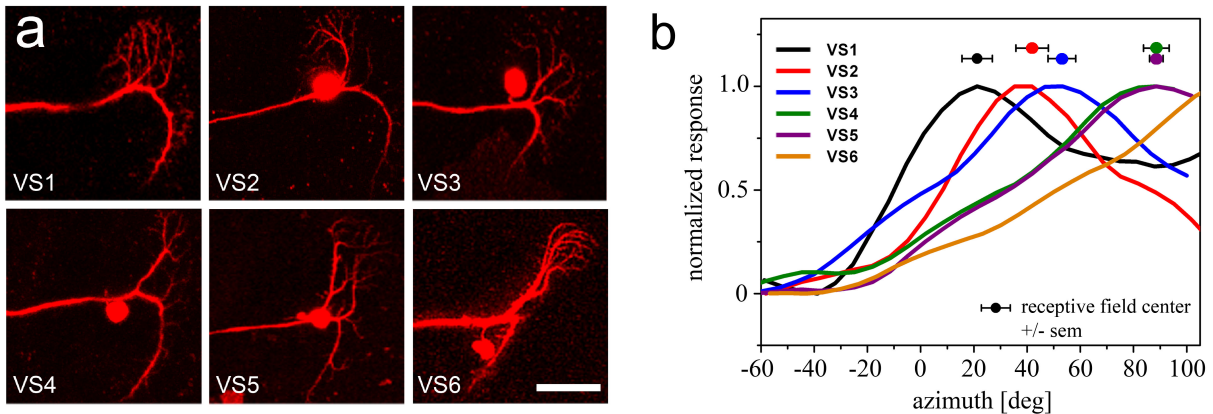 a
VS1
VS2
VS3
VS4
VS5
VS6
b
VS1
VS2
VS3
VS4
VS5
VS6
normalized response
1.0
0.5
0
receptive field center
+/- sem
-60 -40 -20 0 20 40 60 80 100
azimuth [deg]